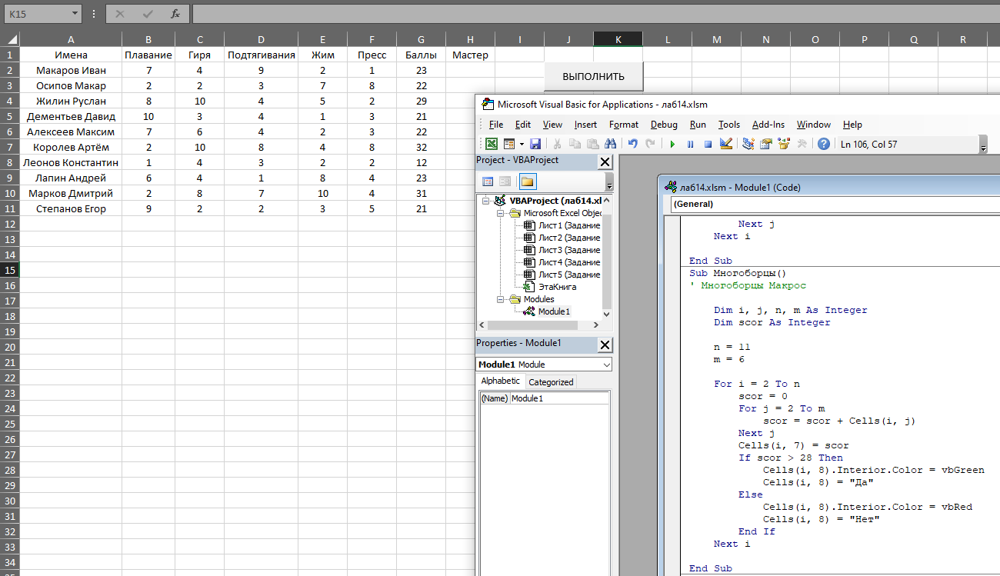 K15
fx
A B C D E F G H I J K L M N O P Q R
1 Имена Плавание Гиря Подтягивания Жим Пресс Баллы Мастер
2 Макаров Иван 7 4 9 2 1 23
ВЫПОЛНИТЬ
3 Осипов Макар 2 2 3 7 8 22
4 Жилин Руслан 8 10 4 5 2 29
5 Дементьев Давид 10 3 4 1 3 21
6 Алексеев Максим 7 6 4 2 3 22
7 Королев Артём 2 10 8 4 8 32
8 Леонов Константин 1 4 3 2 2 12
9 Лапин Андрей 6 4 1 8 4 23
10 Марков Дмитрий 2 8 7 10 4 31
11 Степанов Егор 9 2 2 3 5 21
12
13
14
15
16
17
18
19
20
21
22
23
24
25
26
27
28
29
30
31
32
33
34
Microsoft Visual Basic for Applications - лаб14.xlsm
File Edit View Insert Format Debug Run Tools Add-Ins Window Help
Ln 106, Col 57
Project - VBAProject
VBAProject (лаб14.xl
Microsoft Excel Objec
Лист1 (Задание
Лист2 (Задание
Лист3 (Задание
Лист4 (Задание
Лист5 (Задание
ЭтаКнига
Modules
Module1
Properties - Module1
Module1 Module
Alphabetic Categorized
(Name) Module1
лаб14.xlsm - Module1 (Code)
(General)
Next j
Next i
End Sub
Sub Многоборцы()
' Многоборцы Макрос
Dim i, j, n, m As Integer
Dim scor As Integer
n = 11
m = 6
For i = 2 To n
scor = 0
For j = 2 To m
scor = scor + Cells(i, j)
Next j
Cells(i, 7) = scor
If scor > 28 Then
Cells(i, 8).Interior.Color = vbGreen
Cells(i, 8) = "Да"
Else
Cells(i, 8).Interior.Color = vbRed
Cells(i, 8) = "Нет"
End If
Next i
End Sub